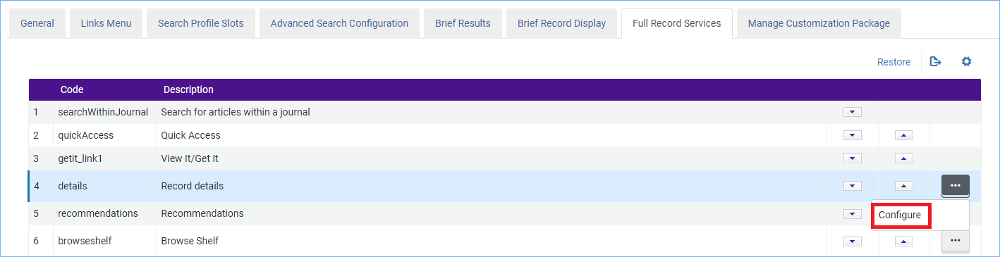 General Links Menu Search Profile Slots Advanced Search Configuration Brief Results Brief Record Display Full Record Services Manage Customization Package
Restore
Code Description
1 searchWithinJournal Search for articles within a journal
2 quickAccess Quick Access
3 getit_link1 View It/Get It
4 details Record details
5 recommendations Recommendations
Configure
6 browseshelf Browse Shelf